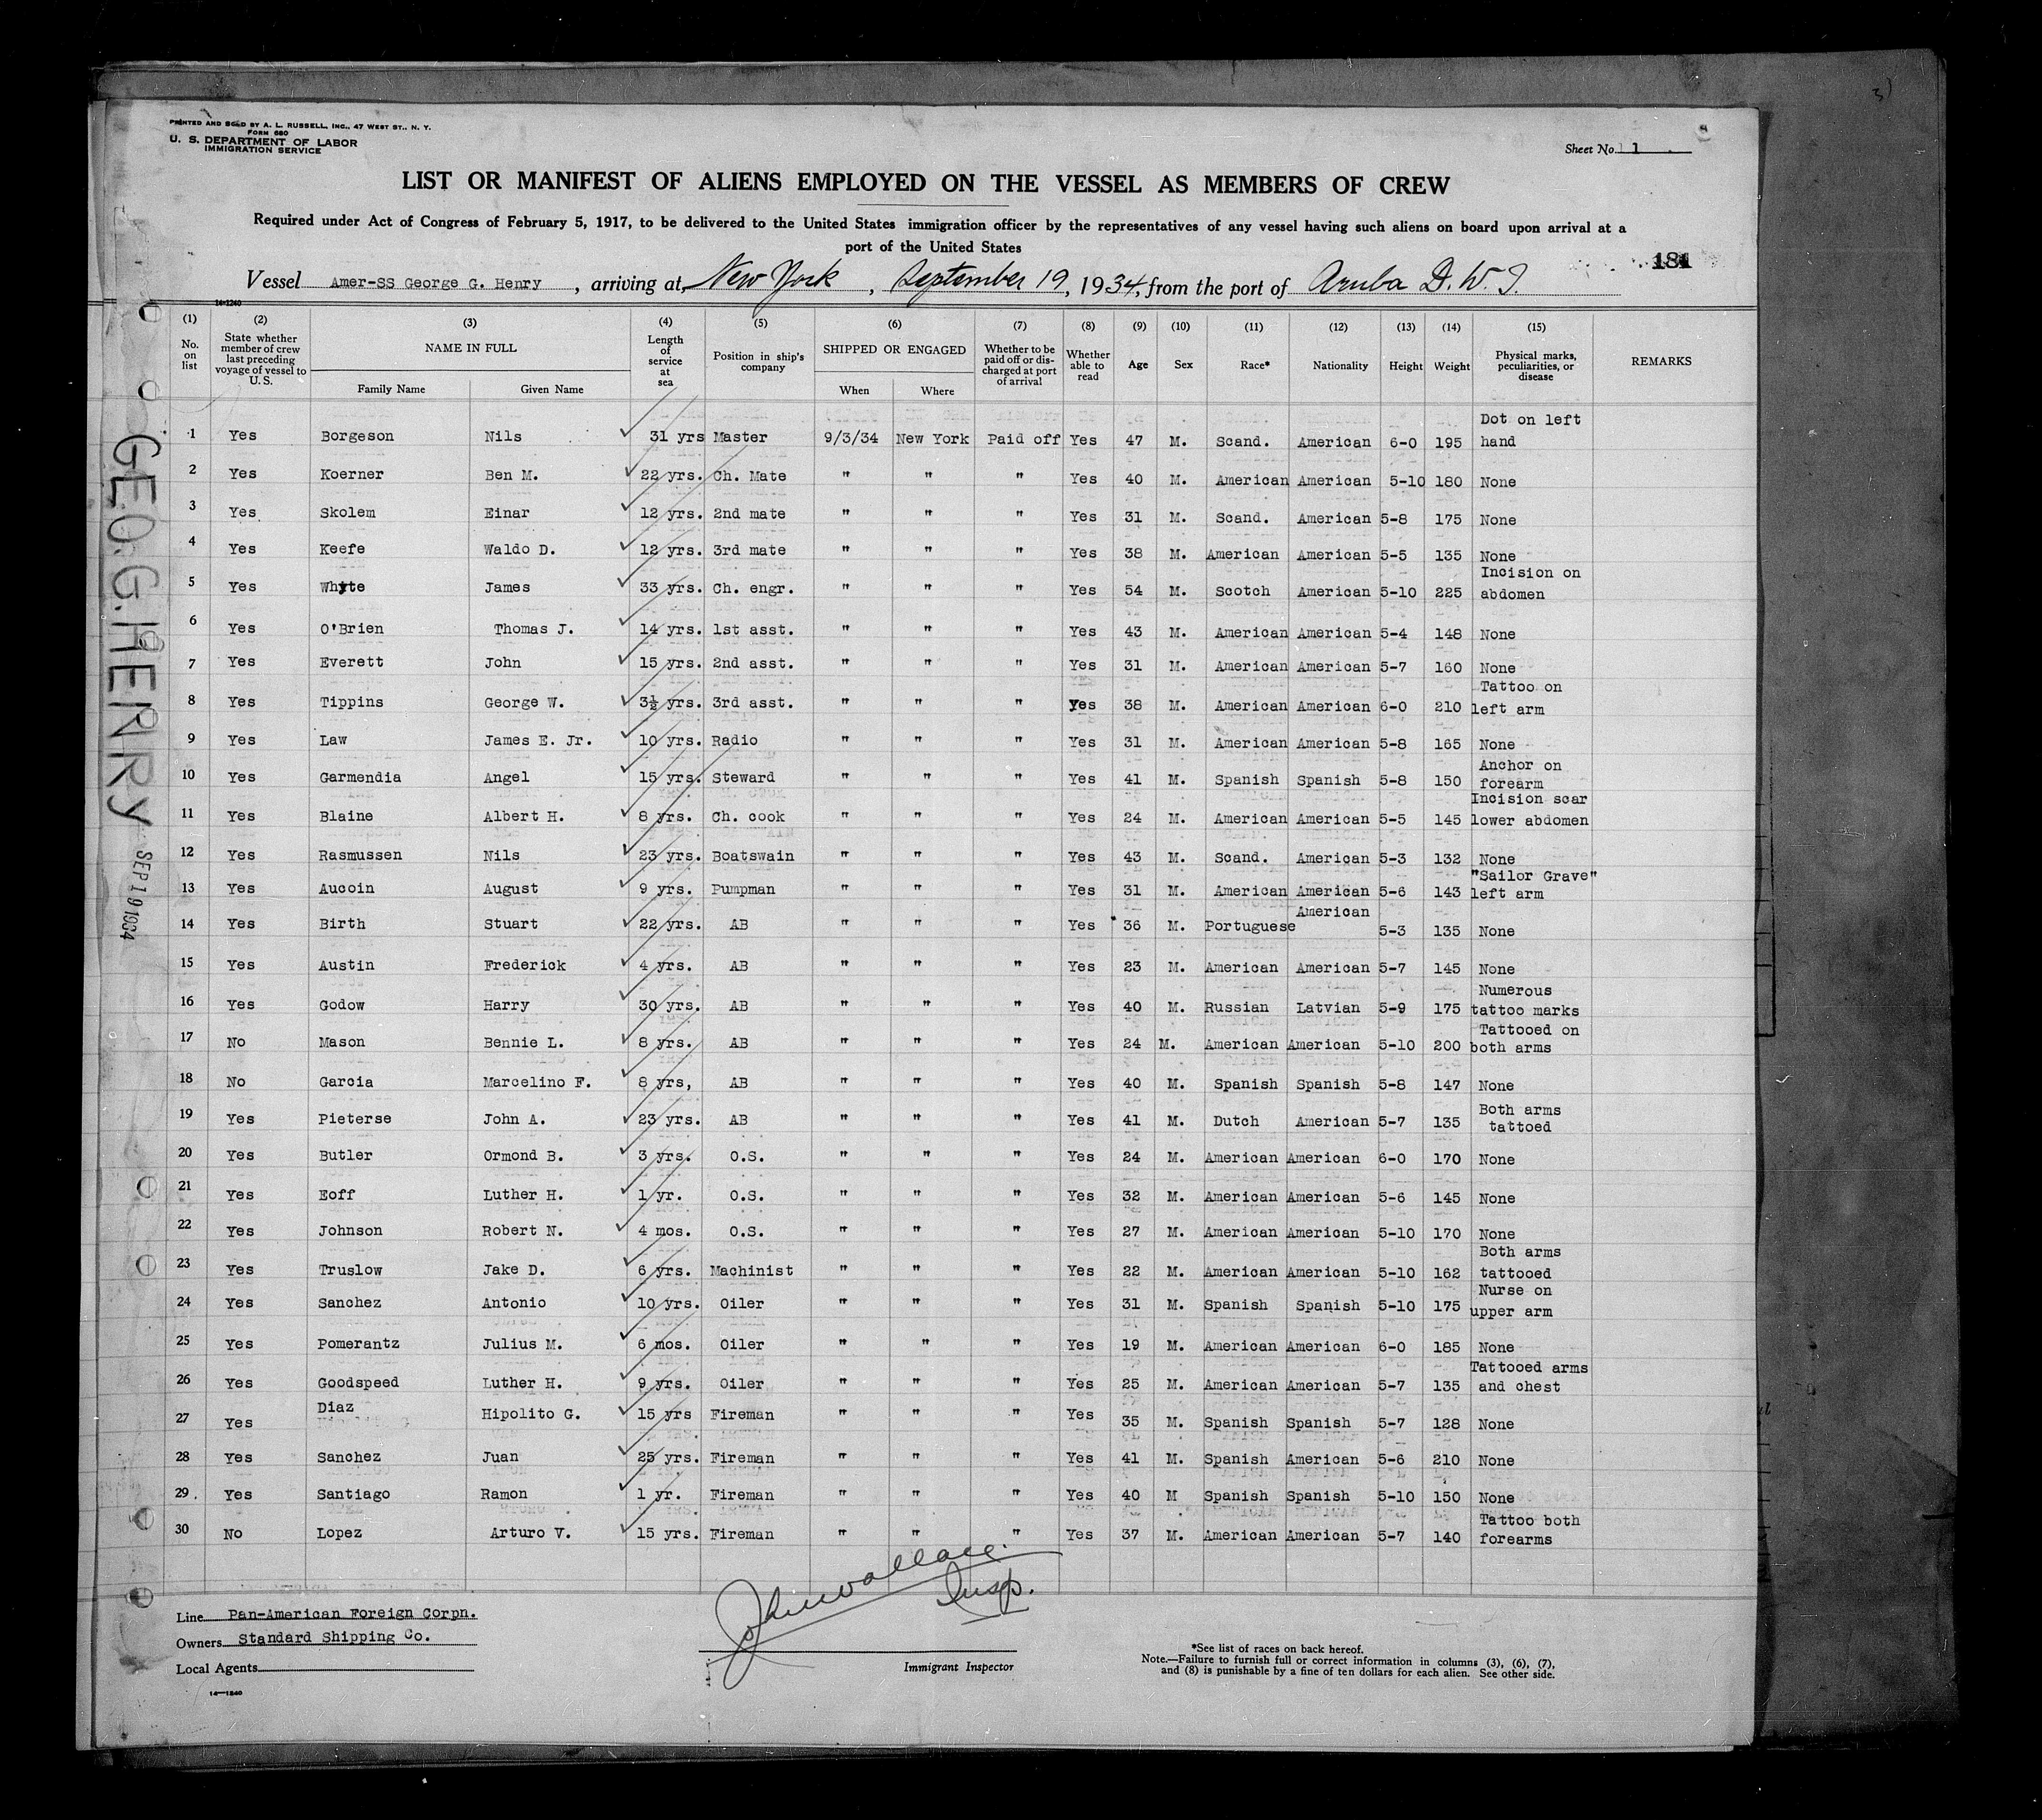 PRINTED AND SOLD BY A. L. RUSSELL, INC., 47 WEST ST., N. Y.
FORM 680
U. S. DEPARTMENT OF LABOR
IMMIGRATION SERVICE
Sheet No. 1
LIST OR MANIFEST OF ALIENS EMPLOYED ON THE VESSEL AS MEMBERS OF CREW
Required under Act of Congress of February 5, 1917, to be delivered to the United States immigration officer by the representatives of any vessel having such aliens on board upon arrival at a
port of the United States
181
Vessel Amer-SS George G. Henry, arriving at, New York, September 19, 1934, from the port of Aruba D.W.I.
14-1240
(1) (2) (3) (4) (5) (6) (7) (8) (9) (10) (11) (12) (13) (14) (15)
No. on list State whether member of crew last preceding voyage of vessel to U. S. NAME IN FULL Family Name Given Name Length of service at sea Position in ship's company SHIPPED OR ENGAGED When Where Whether to be paid off or discharged at port of arrival Whether able to read Age Sex Race* Nationality Height Weight Physical marks, peculiarities, or disease REMARKS
1 Yes Borgeson Nils 31 yrs Master 9/3/34 New York Paid off Yes 47 M. Scand. American 6-0 195 Dot on left hand
2 Yes Koerner Ben M. 22 yrs. Ch. Mate " " " Yes 40 M. American American 5-10 180 None
3 Yes Skolem Einar 12 yrs. 2nd mate " " " Yes 31 M. Scand. American 5-8 175 None
4 Yes Keefe Waldo D. 12 yrs. 3rd mate " " " Yes 38 M. American American 5-5 135 None
5 Yes Whyte James 33 yrs. Ch. engr. " " " Yes 54 M. Scotch American 5-10 225 Incision on abdomen
6 Yes O'Brien Thomas J. 14 yrs. 1st asst. " " " Yes 43 M. American American 5-4 148 None
7 Yes Everett John 15 yrs. 2nd asst. " " " Yes 31 M. American American 5-7 160 None
8 Yes Tippins George W. 3½ yrs. 3rd asst. " " " Yes 38 M. American American 6-0 210 Tattoo on left arm
9 Yes Law James E. Jr. 10 yrs. Radio " " " Yes 31 M. American American 5-8 165 None
10 Yes Garmendia Angel 15 yrs. Steward " " " Yes 41 M. Spanish Spanish 5-8 150 Anchor on forearm
11 Yes Blaine Albert H. 8 yrs. Ch. cook " " " Yes 24 M. American American 5-5 145 Incision scar lower abdomen
12 Yes Rasmussen Nils 23 yrs. Boatswain " " " Yes 43 M. Scand. American 5-3 132 None
13 Yes Aucoin August 9 yrs. Pumpman " " " Yes 31 M. American American 5-6 143 "Sailor Grave" left arm
14 Yes Birth Stuart 22 yrs. AB " " " Yes 36 M. Portuguese American 5-3 135 None
15 Yes Austin Frederick 4 yrs. AB " " " Yes 23 M. American American 5-7 145 None
16 Yes Godow Harry 30 yrs. AB " " " Yes 40 M. Russian Latvian 5-9 175 Numerous tattoo marks
17 No Mason Bennie L. 8 yrs. AB " " " Yes 24 M. American American 5-10 200 Tattooed on both arms
18 No Garcia Marcelino F. 8 yrs, AB " " " Yes 40 M. Spanish Spanish 5-8 147 None
19 Yes Pieterse John A. 23 yrs. AB " " " Yes 41 M. Dutch American 5-7 135 Both arms tattoed
20 Yes Butler Ormond B. 3 yrs. O.S. " " " Yes 24 M. American American 6-0 170 None
21 Yes Eoff Luther H. 1 yr. O.S. " " " Yes 32 M. American American 5-6 145 None
22 Yes Johnson Robert N. 4 mos. O.S. " " " Yes 27 M. American American 5-10 170 None
23 Yes Truslow Jake D. 6 yrs. Machinist " " " Yes 22 M. American American 5-10 162 Both arms tattooed
24 Yes Sanchez Antonio 10 yrs. Oiler " " " Yes 31 M. Spanish Spanish 5-10 175 Nurse on upper arm
25 Yes Pomerantz Julius M. 6 mos. Oiler " " " Yes 19 M. American American 6-0 185 None
26 Yes Goodspeed Luther H. 9 yrs. Oiler " " " Yes 25 M. American American 5-7 135 Tattooed arms and chest
27 Yes Diaz Hipolito G. 15 yrs Fireman " " " Yes 35 M. Spanish Spanish 5-7 128 None
28 Yes Sanchez Juan 25 yrs. Fireman " " " Yes 41 M. Spanish American 5-6 210 None
29 Yes Santiago Ramon 1 yr. Fireman " " " Yes 40 M Spanish Spanish 5-10 150 None
30 No Lopez Arturo V. 15 yrs. Fireman " " " Yes 37 M. American American 5-7 140 Tattoo both forearms
GEO. G. HENRY
SEP 19 1934
Line Pan-American Foreign Corpn.
Owners Standard Shipping Co.
Local Agents
14-1240
John Wallace
Insp.
Immigrant Inspector
*See list of races on back hereof.
Note.—Failure to furnish full or correct information in columns (3), (6), (7),
and (8) is punishable by a fine of ten dollars for each alien. See other side.